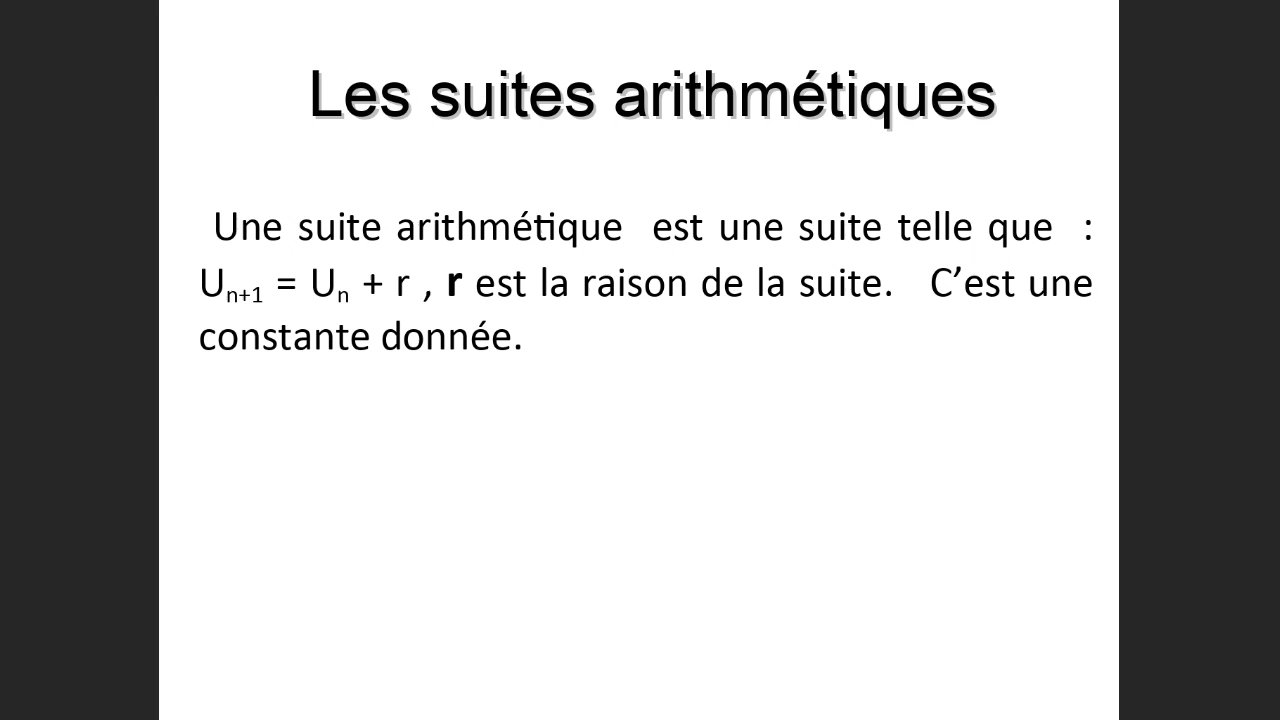 Les suites arithmétiques
Une suite arithmétique est une suite telle que :
Uₙ₊₁ = Uₙ + r , r est la raison de la suite. C’est une
constante donnée.